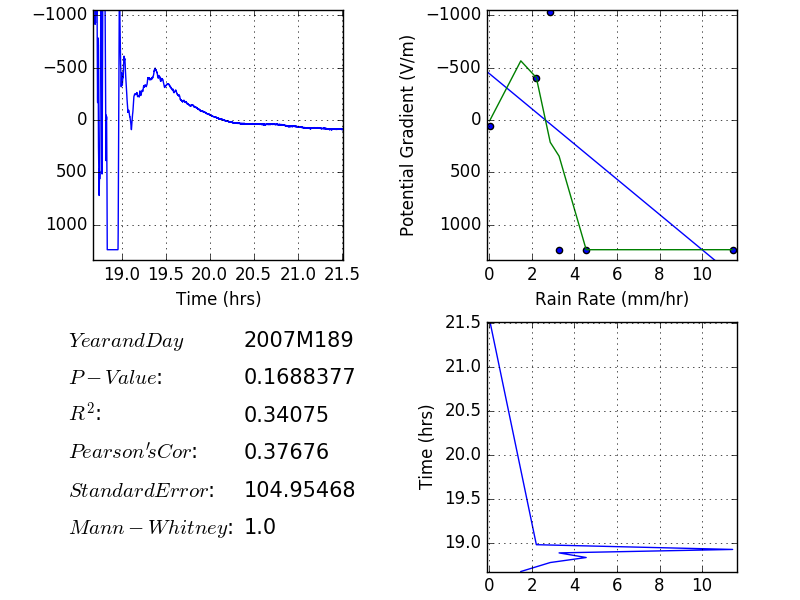 −1000
−500
0
500
1000
19.0 19.5 20.0 20.5 21.0 21.5
Time (hrs)
Potential Gradient (V/m)
−1000
−500
0
500
1000
0 2 4 6 8 10
Rain Rate (mm/hr)
YearandDay 2007M189
P−Value: 0.1688377
R²: 0.34075
Pearson'sCor: 0.37676
StandardError: 104.95468
Mann−Whitney: 1.0
Time (hrs)
21.5
21.0
20.5
20.0
19.5
19.0
0 2 4 6 8 10